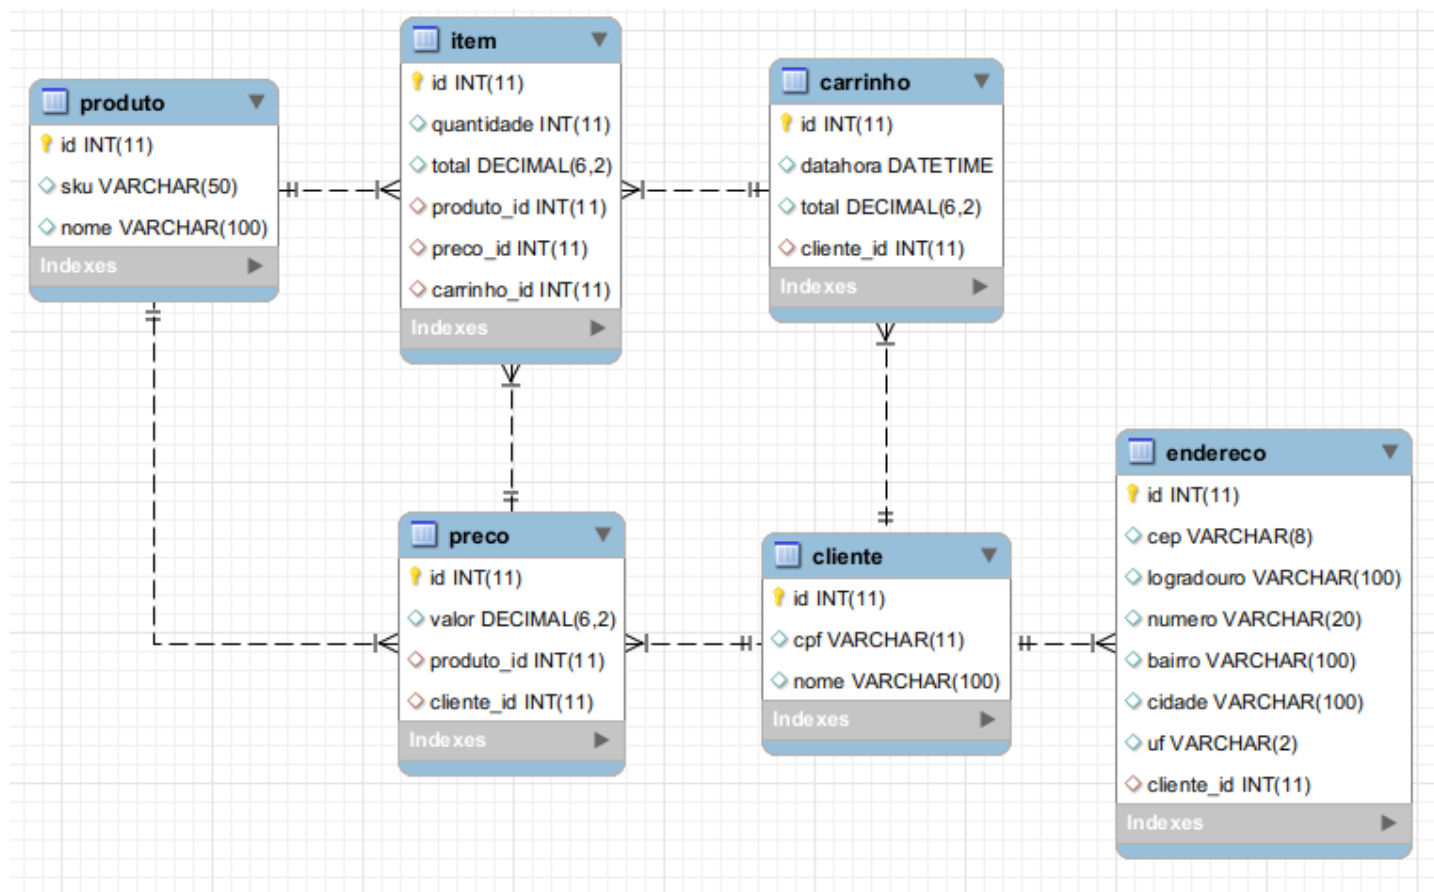 produto
id INT(11)
sku VARCHAR(50)
nome VARCHAR(100)
Indexes
item
id INT(11)
quantidade INT(11)
total DECIMAL(6,2)
produto_id INT(11)
preco_id INT(11)
carrinho_id INT(11)
Indexes
carrinho
id INT(11)
datahora DATETIME
total DECIMAL(6,2)
cliente_id INT(11)
Indexes
preco
id INT(11)
valor DECIMAL(6,2)
produto_id INT(11)
cliente_id INT(11)
Indexes
cliente
id INT(11)
cpf VARCHAR(11)
nome VARCHAR(100)
Indexes
endereco
id INT(11)
cep VARCHAR(8)
logradouro VARCHAR(100)
numero VARCHAR(20)
bairro VARCHAR(100)
cidade VARCHAR(100)
uf VARCHAR(2)
cliente_id INT(11)
Indexes